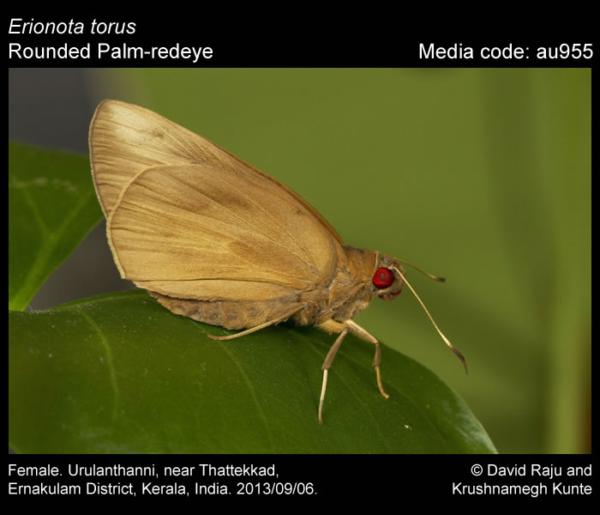 Erionota torus
Rounded Palm-redeye
Media code: au955
Female. Urulanthanni, near Thattekkad,
Ernakulam District, Kerala, India. 2013/09/06.
© David Raju and
Krushnamegh Kunte